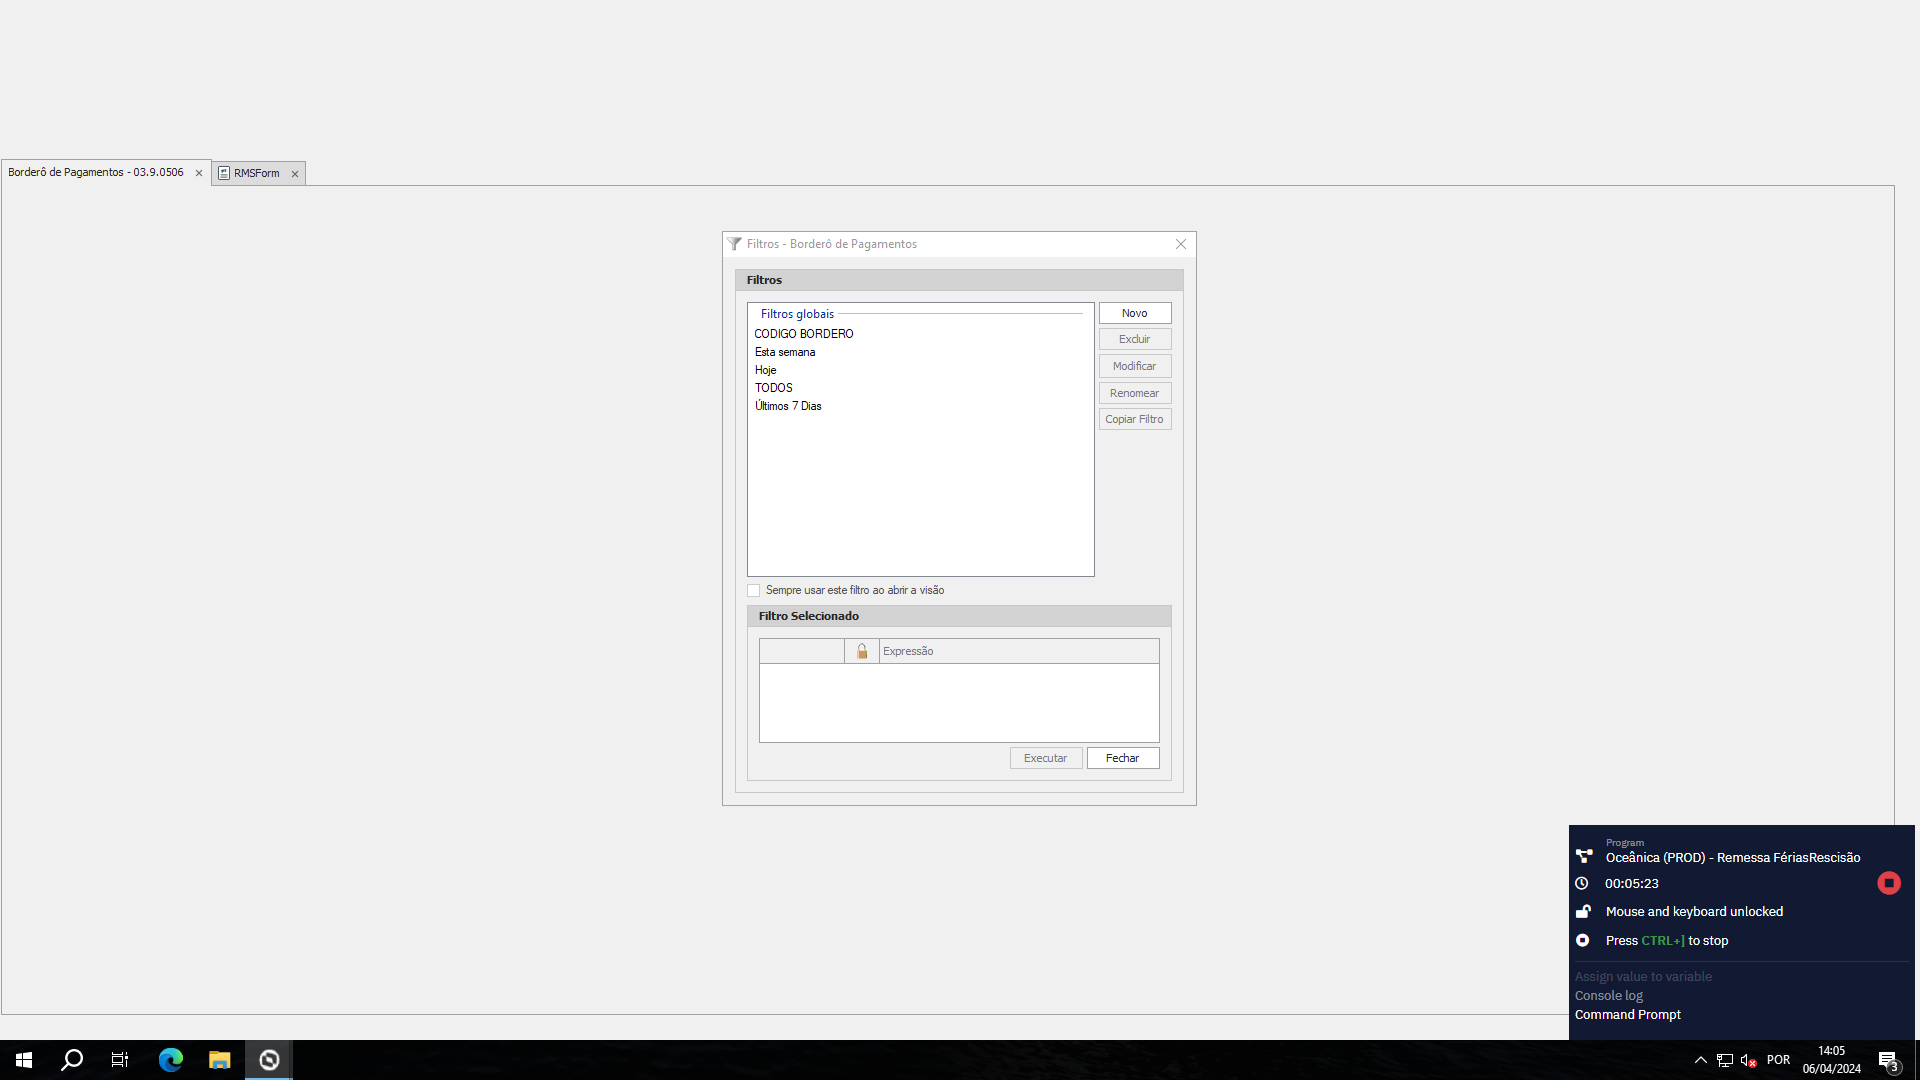 Borderô de Pagamentos - 03.9.0506
RMSForm
Filtros - Borderô de Pagamentos
Filtros
Filtros globais
CODIGO BORDERO
Esta semana
Hoje
TODOS
Últimos 7 Dias
Novo
Excluir
Modificar
Renomear
Copiar Filtro
Sempre usar este filtro ao abrir a visão
Filtro Selecionado
Expressão
Executar
Fechar
Program
Oceânica (PROD) - Remessa FériasRescisão
00:05:23
Mouse and keyboard unlocked
Press CTRL+] to stop
Assign value to variable
Console log
Command Prompt
POR
14:05
06/04/2024
3